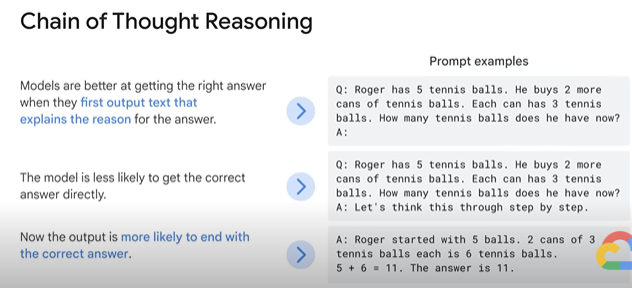 Chain of Thought Reasoning
Prompt examples
Models are better at getting the right answer
when they first output text that
explains the reason for the answer.
Q: Roger has 5 tennis balls. He buys 2 more
cans of tennis balls. Each can has 3 tennis
balls. How many tennis balls does he have now?
A:
The model is less likely to get the correct
answer directly.
Q: Roger has 5 tennis balls. He buys 2 more
cans of tennis balls. Each can has 3 tennis
balls. How many tennis balls does he have now?
A: Let's think this through step by step.
Now the output is more likely to end with
the correct answer.
A: Roger started with 5 balls. 2 cans of 3
tennis balls each is 6 tennis balls.
5 + 6 = 11. The answer is 11.